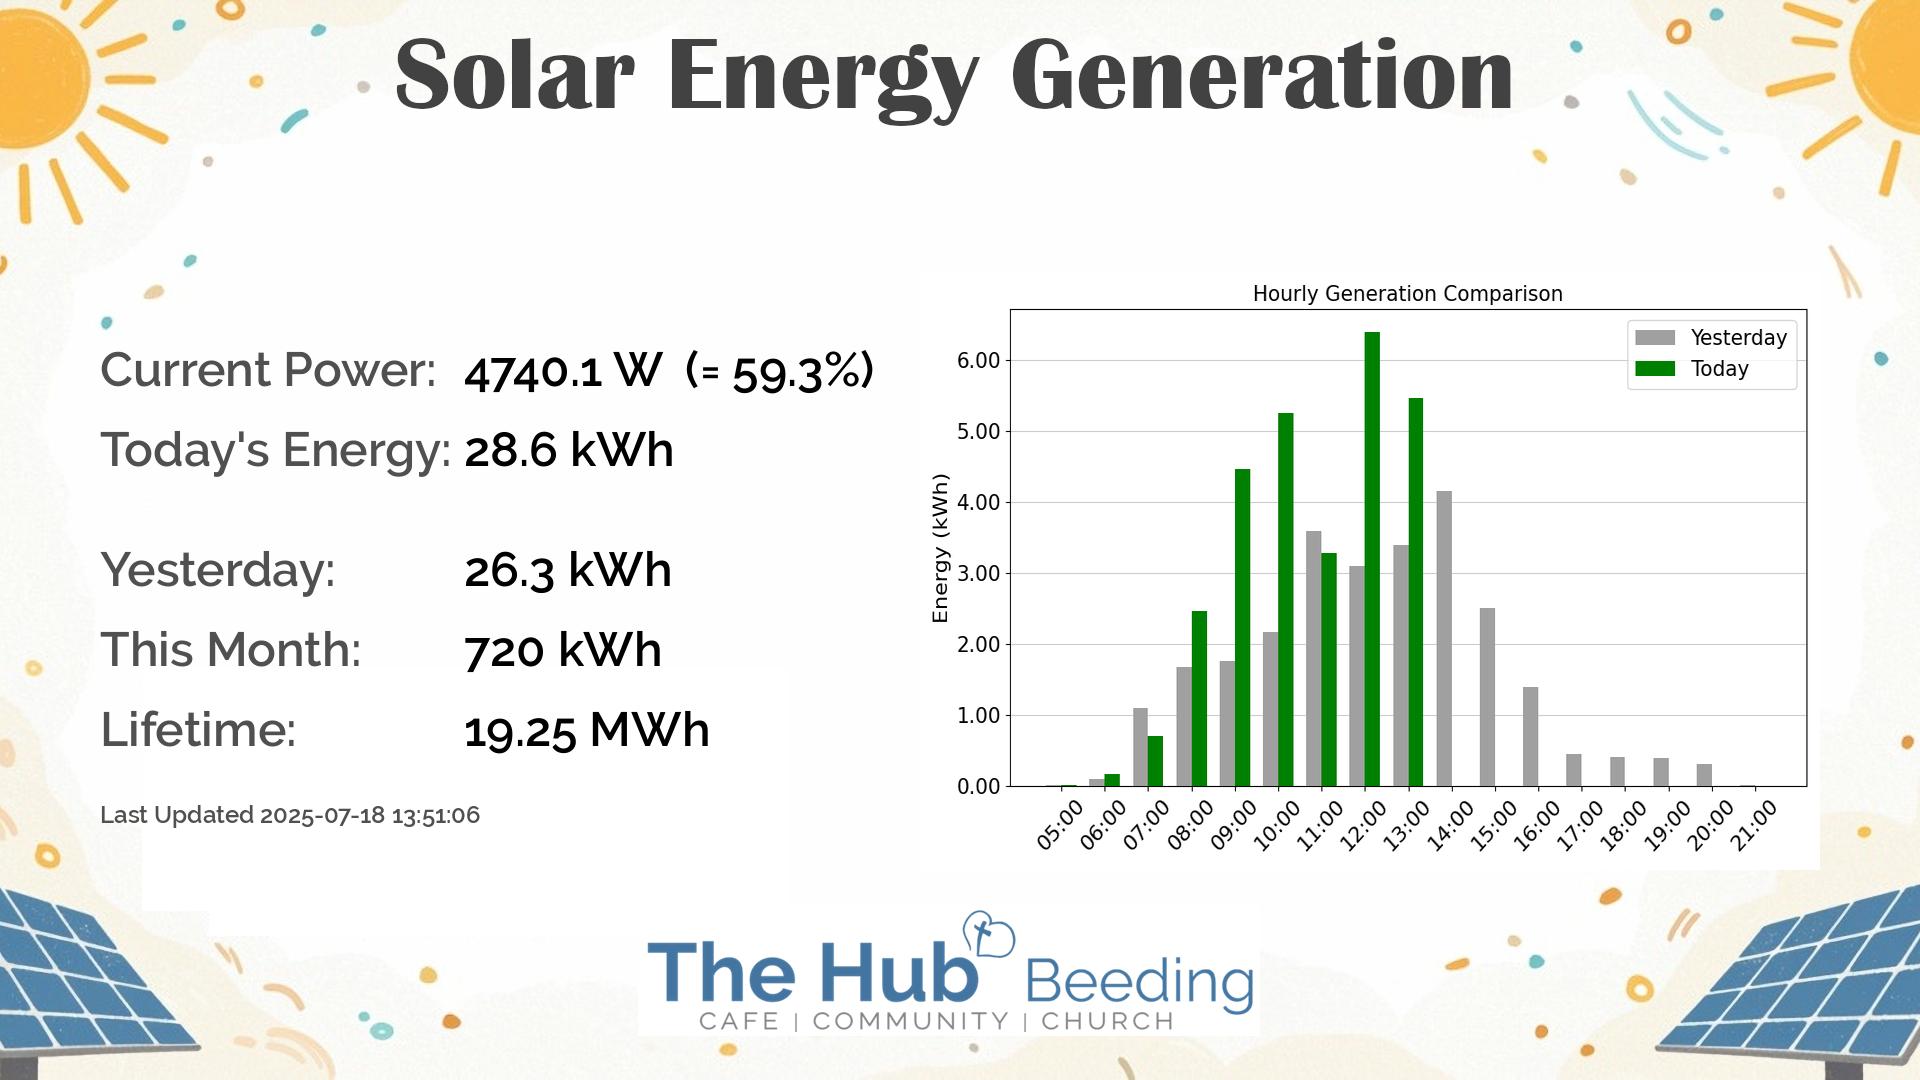 Solar Energy Generation
Current Power: 4740.1 W (= 59.3%)
Today's Energy: 28.6 kWh
Yesterday: 26.3 kWh
This Month: 720 kWh
Lifetime: 19.25 MWh
Last Updated 2025-07-18 13:51:06
Hourly Generation Comparison
Yesterday
Today
Energy (kWh)
6.00
5.00
4.00
3.00
2.00
1.00
0.00
05:00 06:00 07:00 08:00 09:00 10:00 11:00 12:00 13:00 14:00 15:00 16:00 17:00 18:00 19:00 20:00 21:00
The Hub Beeding
CAFE | COMMUNITY | CHURCH